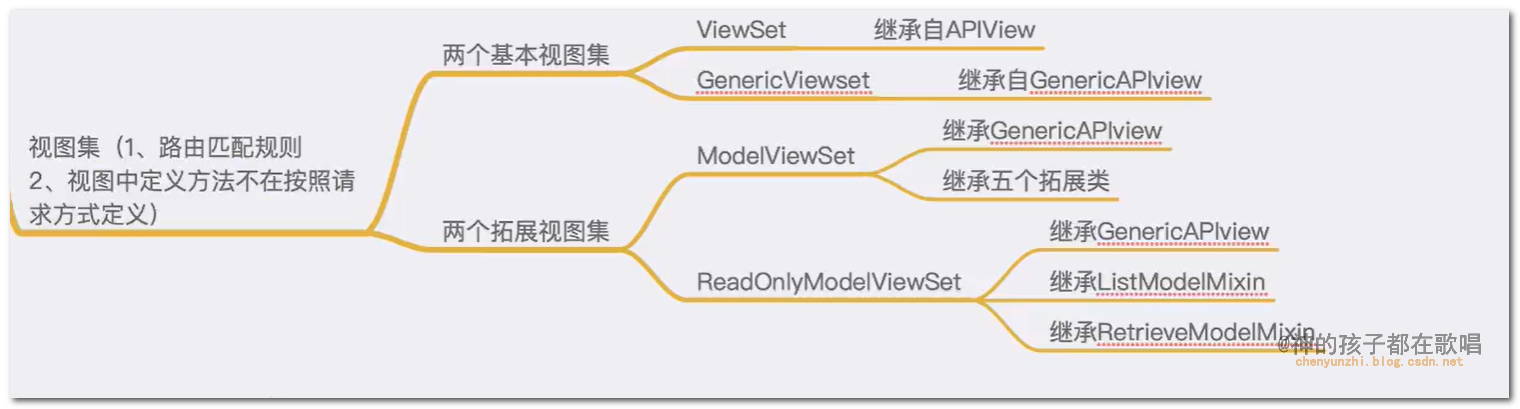 ViewSet 继承自APIView
两个基本视图集
GenericViewset 继承自GenericAPIview
视图集（1、路由匹配规则
2、视图中定义方法不在按照请
求方式定义）
继承GenericAPIview
ModelViewSet
继承五个拓展类
两个拓展视图集
继承GenericAPIview
ReadOnlyModelViewSet
继承ListModelMixin
继承RetrieveModelMixin
@神的孩子都在歌唱
chenyunzhi.blog.csdn.net